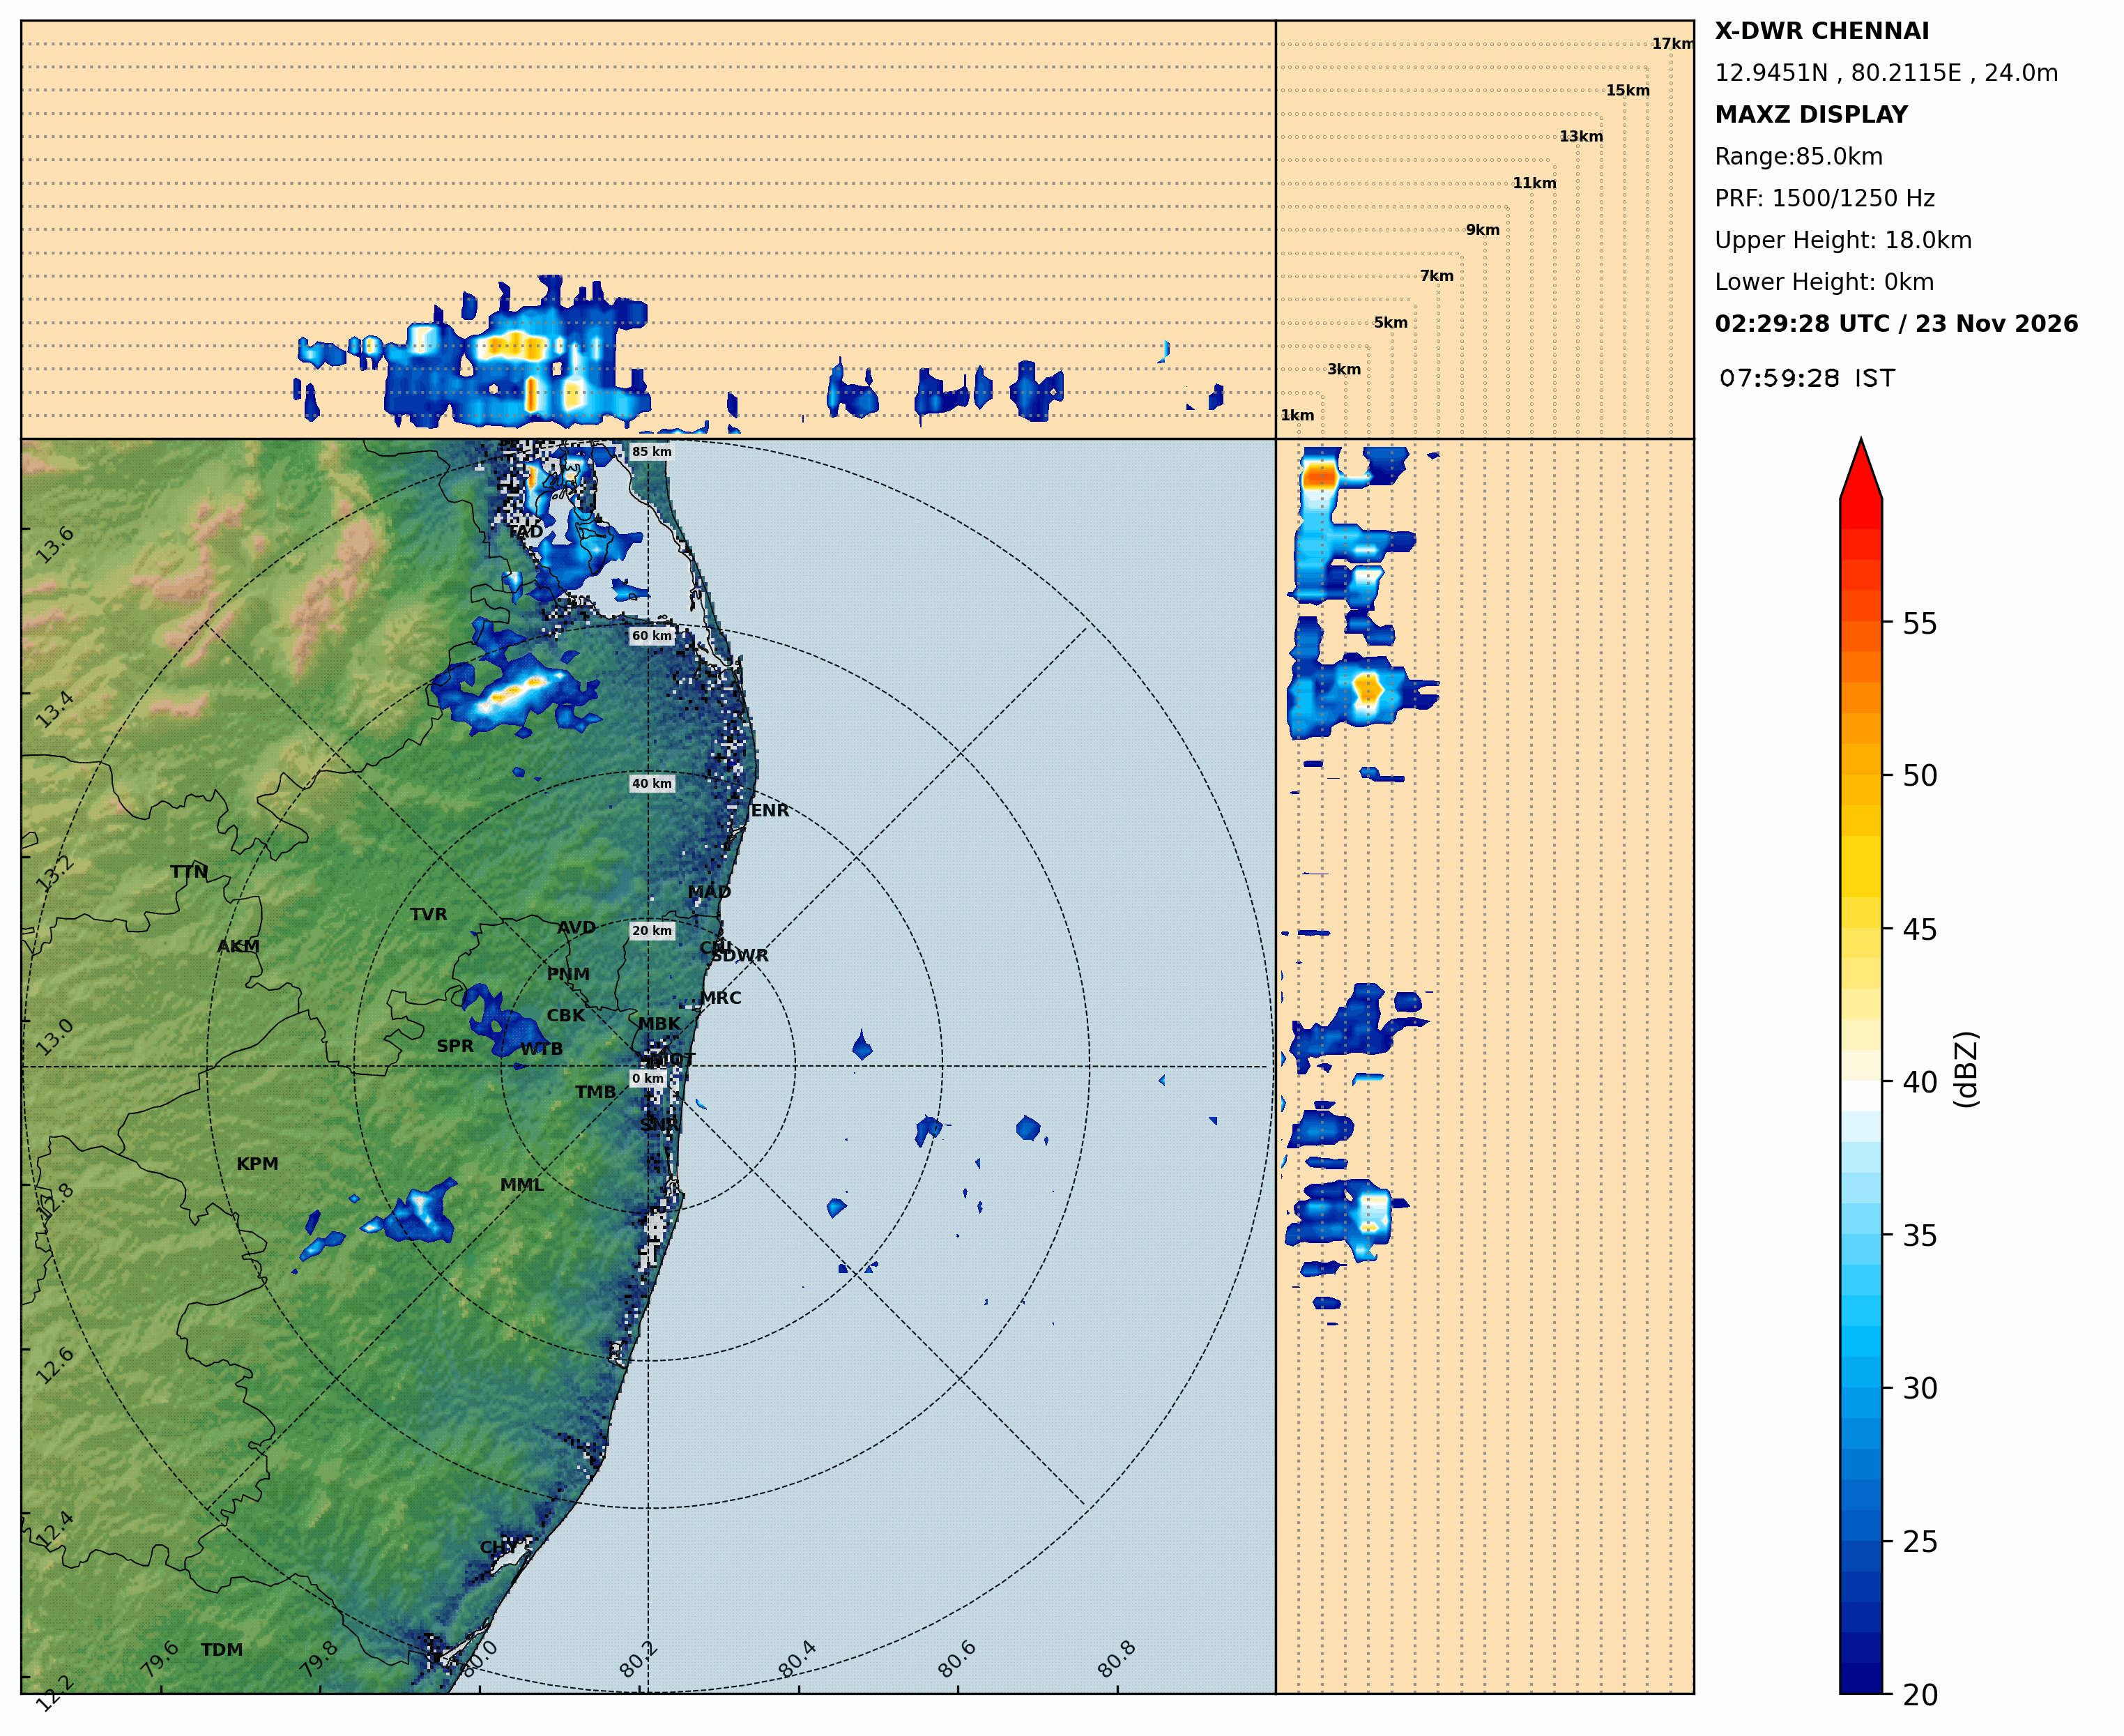 X-DWR CHENNAI
12.9451N , 80.2115E , 24.0m
MAXZ DISPLAY
Range:85.0km
PRF: 1500/1250 Hz
Upper Height: 18.0km
Lower Height: 0km
02:29:28 UTC / 23 Nov 2026
07:59:28 IST
17km
15km
13km
11km
9km
7km
5km
3km
1km
85 km
TAD
60 km
40 km
ENR
TTN
MAD
TVR
AVD
20 km
AKM
SDWR
PNM
MRC
CBK
MBK
SPR
WTB
0 km
TMB
SNR
KPM
MML
CHY
TDM
13.6
13.4
13.2
13.0
12.8
12.6
12.4
12.2
79.6
79.8
80.0
80.2
80.4
80.6
80.8
55
50
45
40
35
30
25
20
(dBZ)